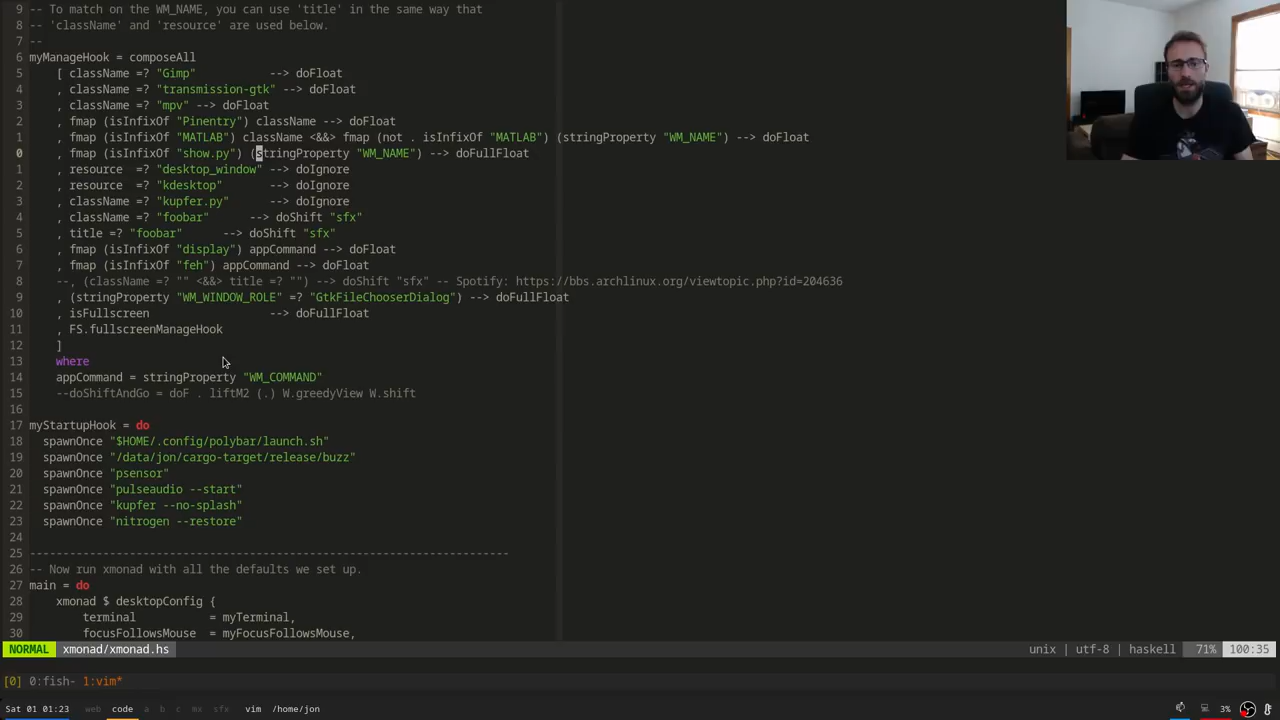 9 -- To match on the WM_NAME, you can use 'title' in the same way that
8 -- 'className' and 'resource' are used below.
7 --
6 myManageHook = composeAll
5 [ className =? "Gimp" --> doFloat
4 , className =? "transmission-gtk" --> doFloat
3 , className =? "mpv" --> doFloat
2 , fmap (isInfixOf "Pinentry") className --> doFloat
1 , fmap (isInfixOf "MATLAB") className <&&> fmap (not . isInfixOf "MATLAB") (stringProperty "WM_NAME") --> doFloat
0 , fmap (isInfixOf "show.py") (stringProperty "WM_NAME") --> doFullFloat
1 , resource =? "desktop_window" --> doIgnore
2 , resource =? "kdesktop" --> doIgnore
3 , className =? "kupfer.py" --> doIgnore
4 , className =? "foobar" --> doShift "sfx"
5 , title =? "foobar" --> doShift "sfx"
6 , fmap (isInfixOf "display") appCommand --> doFloat
7 , fmap (isInfixOf "feh") appCommand --> doFloat
8 --, (className =? "" <&&> title =? "") --> doShift "sfx" -- Spotify: https://bbs.archlinux.org/viewtopic.php?id=204636
9 , (stringProperty "WM_WINDOW_ROLE" =? "GtkFileChooserDialog") --> doFullFloat
10 , isFullscreen --> doFullFloat
11 , FS.fullscreenManageHook
12 ]
13 where
14 appCommand = stringProperty "WM_COMMAND"
15 --doShiftAndGo = doF . liftM2 (.) W.greedyView W.shift
16
17 myStartupHook = do
18 spawnOnce "$HOME/.config/polybar/launch.sh"
19 spawnOnce "/data/jon/cargo-target/release/buzz"
20 spawnOnce "psensor"
21 spawnOnce "pulseaudio --start"
22 spawnOnce "kupfer --no-splash"
23 spawnOnce "nitrogen --restore"
24
25 ------------------------------------------------------------------------
26 -- Now run xmonad with all the defaults we set up.
27 main = do
28 xmonad $ desktopConfig {
29 terminal = myTerminal,
30 focusFollowsMouse = myFocusFollowsMouse,
NORMAL xmonad/xmonad.hs unix | utf-8 | haskell 71% 100:35
[0] 0:fish- 1:vim*
Sat 01 01:23 web code a b c mx sfx vim /home/jon 3%